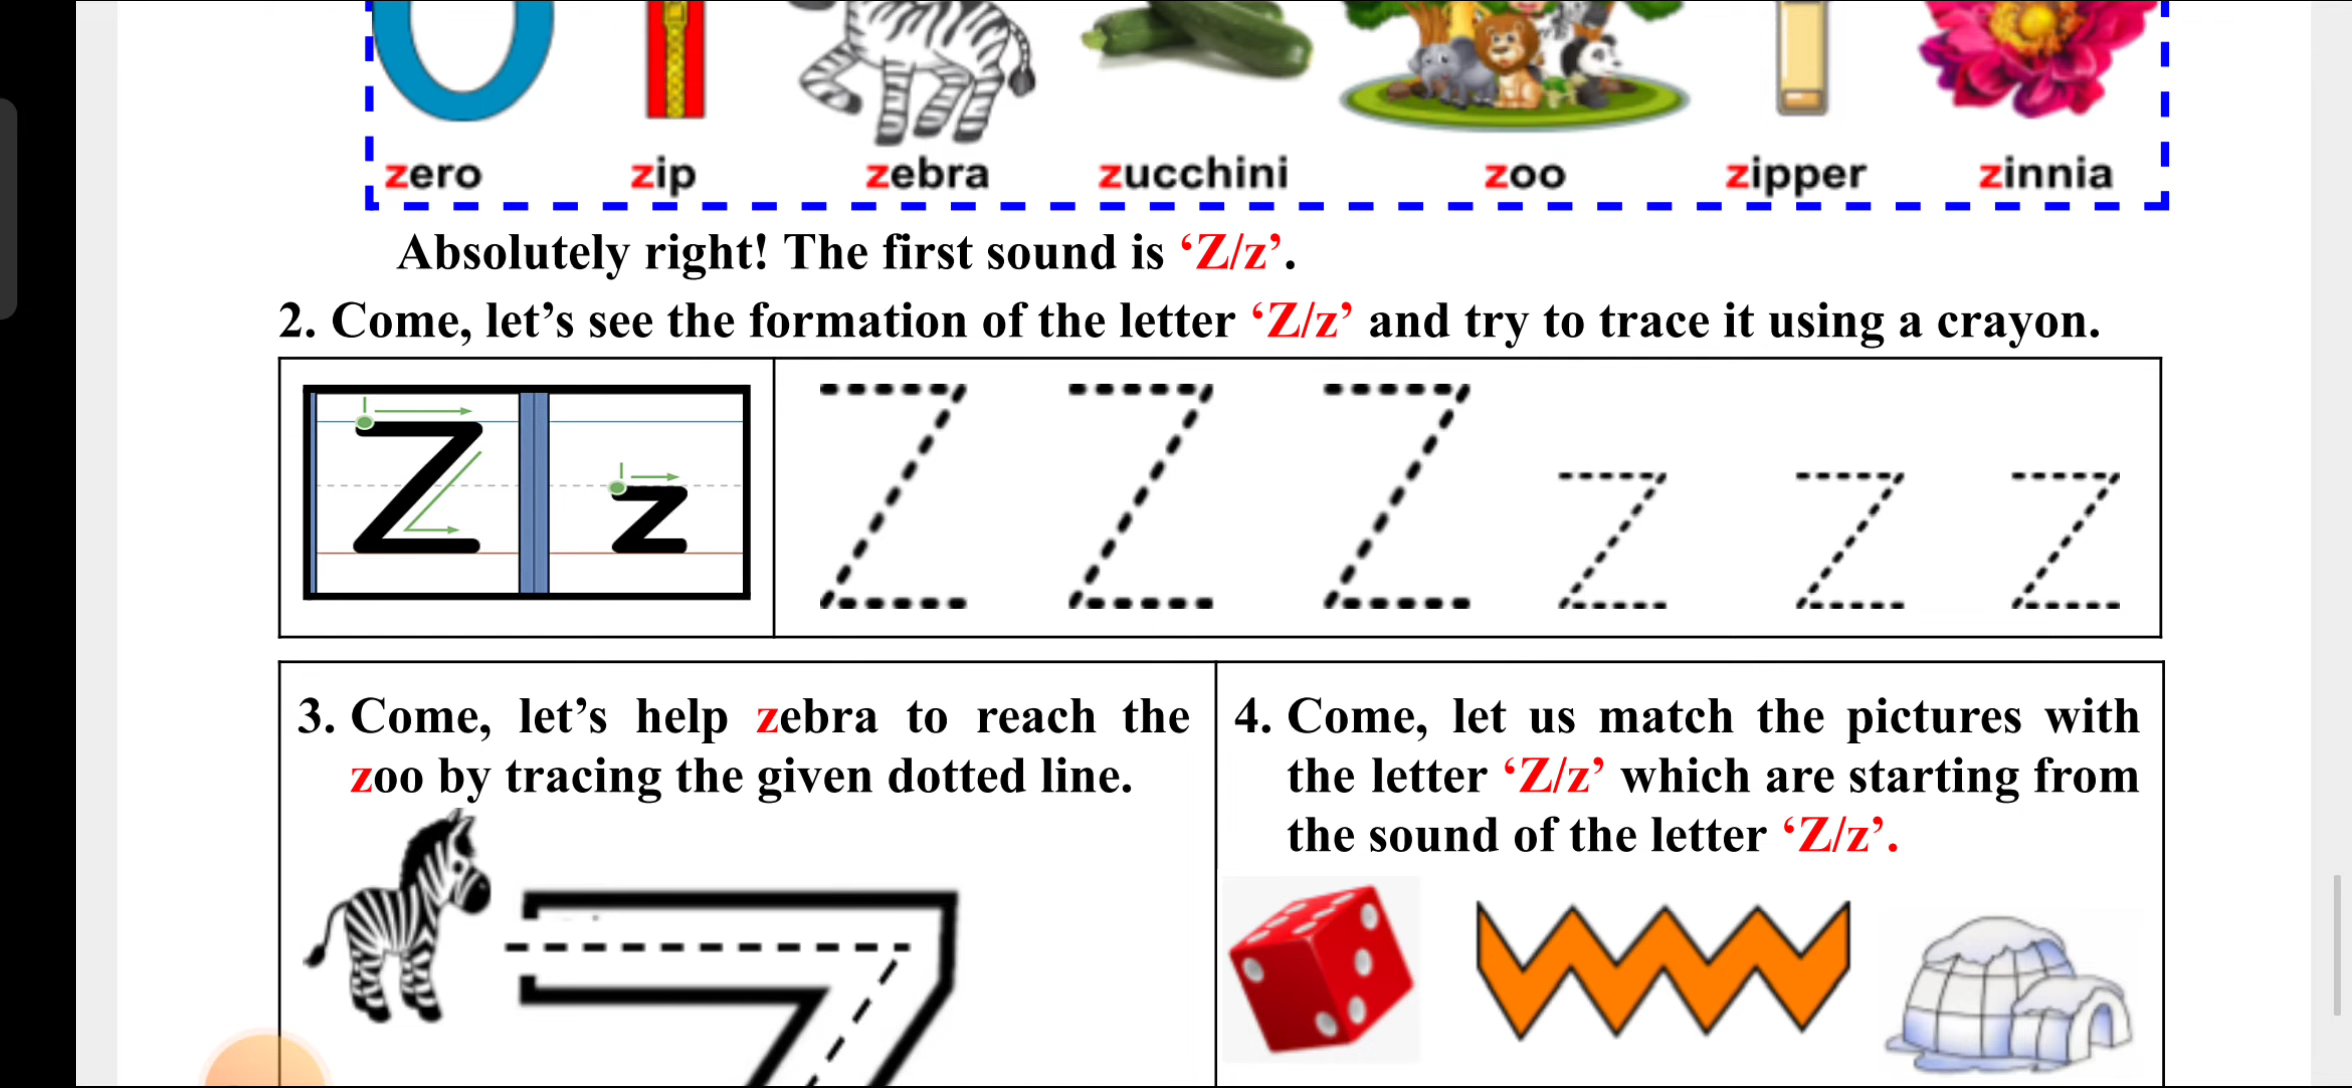 zero zip zebra zucchini zoo zipper zinnia
Absolutely right! The first sound is ‘Z/z’.
2. Come, let’s see the formation of the letter ‘Z/z’ and try to trace it using a crayon.
Z z Z Z Z z z z
3. Come, let’s help zebra to reach the
zoo by tracing the given dotted line.
4. Come, let us match the pictures with
the letter ‘Z/z’ which are starting from
the sound of the letter ‘Z/z’.